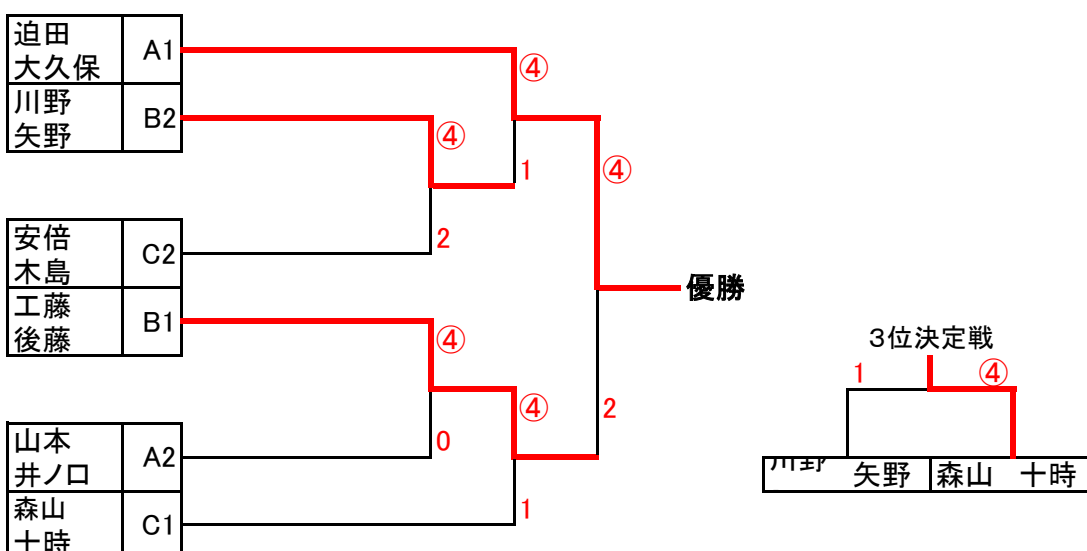 迫田
大久保
A1
④
川野
矢野
B2
④
1
④
安倍
木島
C2
2
優勝
工藤
後藤
B1
④
3位決定戦
1
④
④
2
山本
井ノ口
A2
0
川野 矢野 森山 十時
森山
十時
C1
1